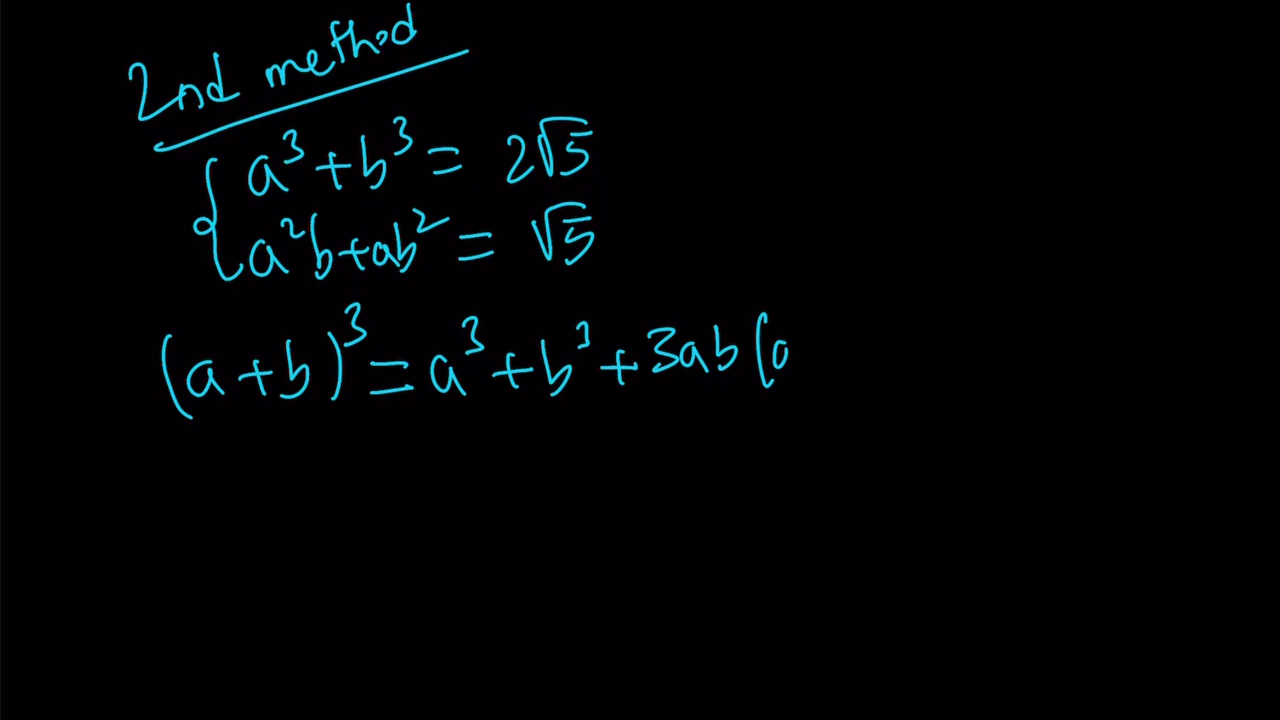 2nd method
a³+b³ = 2√5
a²b+ab² = √5
(a+b)³ = a³+b³+3ab(a